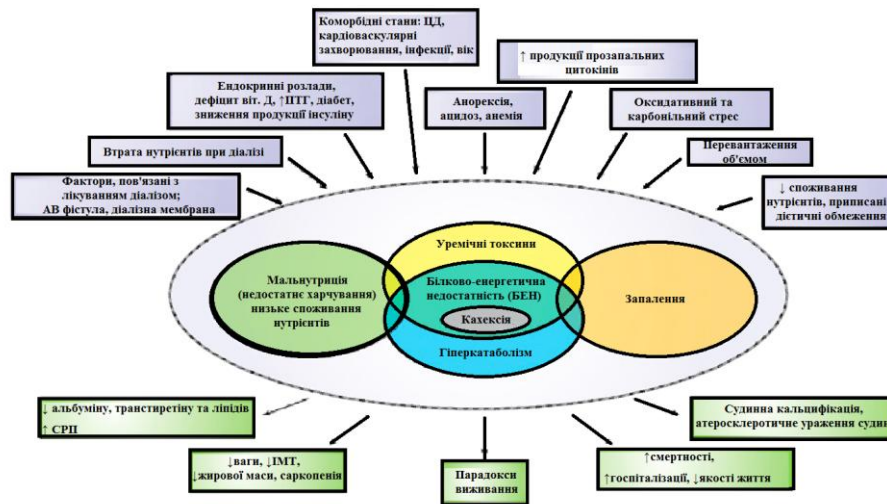 Коморбідні стани: ЦД,
кардіоваскулярні
захворювання, інфекції, вік
↑ продукції прозапальних
цитокінів
Ендокринні розлади,
дефіцит віт. Д, ↑ПТГ, діабет,
зниження продукції інсуліну
Анорексія,
ацидоз, анемія
Оксидативний та
карбонільний стрес
Втрата нутрієнтів при діалізі
Перевантаження
об'ємом
Фактори, пов'язані з
лікуванням діалізом;
АВ фістула, діалізна мембрана
↓ споживання
нутрієнтів, приписані
дієтичні обмеження
Уремічні токсини
Мальнутриція
(недостатнє харчування)
низьке споживання
нутрієнтів
Білково-енергетична
недостатність (БЕН)
Кахексія
Гіперкатаболізм
Запалення
↓ альбуміну, транстиретіну та ліпідів
↑ СРП
↓ваги, ↓ІМТ,
↓жирової маси, саркопенія
Парадокси
виживання
↑смертності,
↑госпіталізації, ↓якості життя
Судинна кальцифікація,
атеросклеротичне ураження судин